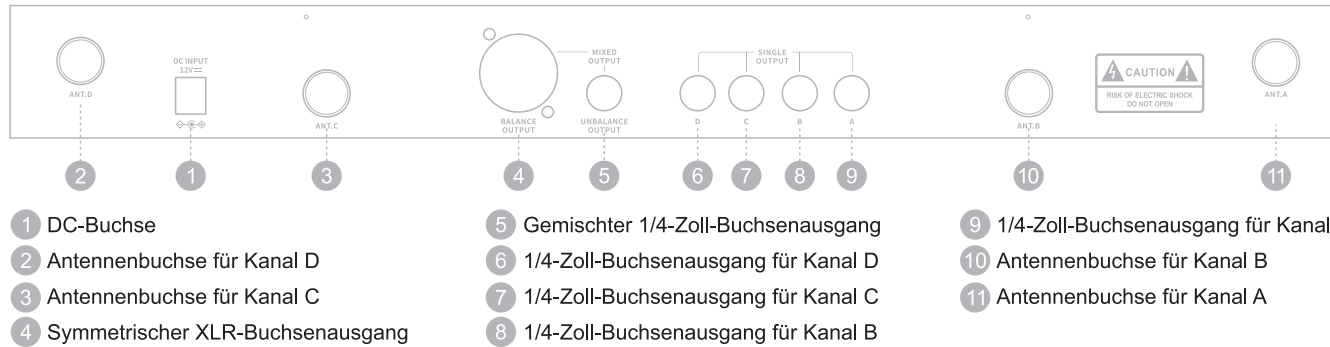 DC INPUT
12V
MIXED
OUTPUT
SINGLE
OUTPUT
CAUTION
RISK OF ELECTRIC SHOCK
DO NOT OPEN
ANT.D
ANT.C
BALANCE
OUTPUT
UNBALANCE
OUTPUT
D C B A
ANT.B
ANT.A
2 1 3 4 5 6 7 8 9 10 11
1 DC-Buchse
2 Antennenbuchse für Kanal D
3 Antennenbuchse für Kanal C
4 Symmetrischer XLR-Buchsenausgang
5 Gemischter 1/4-Zoll-Buchsenausgang
6 1/4-Zoll-Buchsenausgang für Kanal D
7 1/4-Zoll-Buchsenausgang für Kanal C
8 1/4-Zoll-Buchsenausgang für Kanal B
9 1/4-Zoll-Buchsenausgang für Kanal
10 Antennenbuchse für Kanal B
11 Antennenbuchse für Kanal A